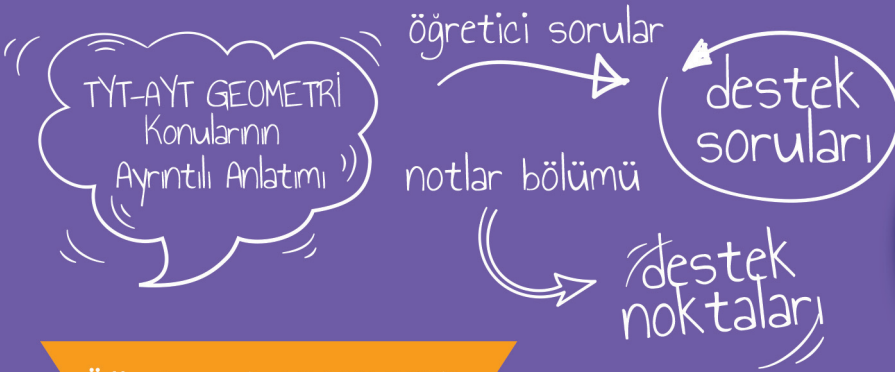 TYT-AYT GEOMETRİ
Konularının
Ayrıntılı Anlatımı
öğretici sorular
destek
soruları
notlar bölümü
destek
noktaları